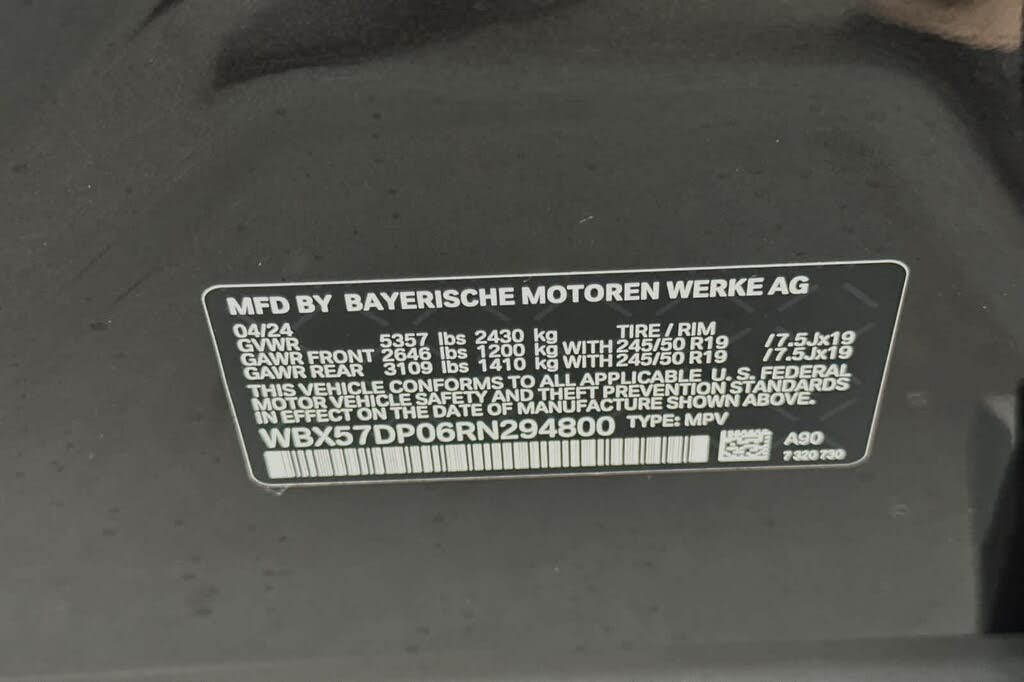 MFD BY BAYERISCHE MOTOREN WERKE AG
04/24 TIRE / RIM
GVWR 5357 lbs 2430 kg
GAWR FRONT 2646 lbs 1200 kg WITH 245/50 R19 /7.5Jx19
GAWR REAR 3109 lbs 1410 kg WITH 245/50 R19 /7.5Jx19
THIS VEHICLE CONFORMS TO ALL APPLICABLE U. S. FEDERAL
MOTOR VEHICLE SAFETY AND THEFT PREVENTION STANDARDS
IN EFFECT ON THE DATE OF MANUFACTURE SHOWN ABOVE.
WBX57DP06RN294800 TYPE: MPV
A90
7 320 730